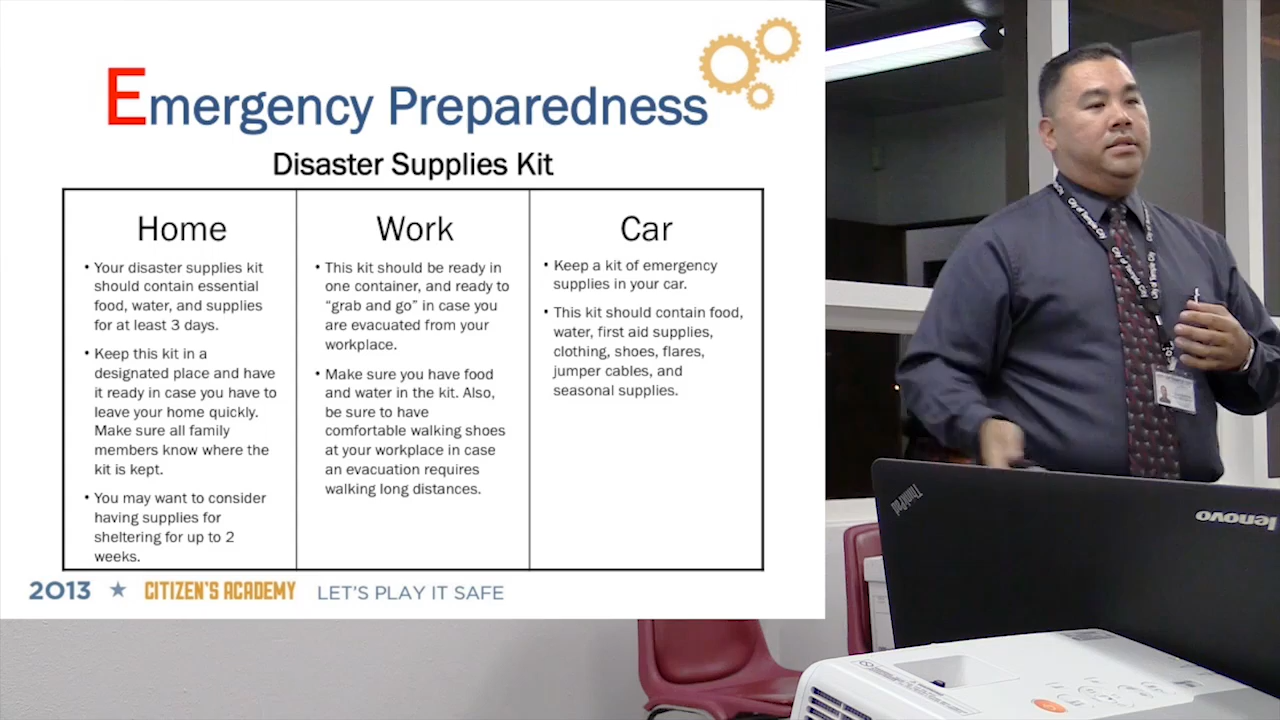 Emergency Preparedness
Disaster Supplies Kit
Home
• Your disaster supplies kit
should contain essential
food, water, and supplies
for at least 3 days.
• Keep this kit in a
designated place and have
it ready in case you have to
leave your home quickly.
Make sure all family
members know where the
kit is kept.
• You may want to consider
having supplies for
sheltering for up to 2
weeks.
Work
• This kit should be ready in
one container, and ready to
“grab and go” in case you
are evacuated from your
workplace.
• Make sure you have food
and water in the kit. Also,
be sure to have
comfortable walking shoes
at your workplace in case
an evacuation requires
walking long distances.
Car
• Keep a kit of emergency
supplies in your car.
• This kit should contain food,
water, first aid supplies,
clothing, shoes, flares,
jumper cables, and
seasonal supplies.
2013 ★ CITIZEN'S ACADEMY LET'S PLAY IT SAFE
City of Temple City
City of Temple City
ThinkPad
lenovo